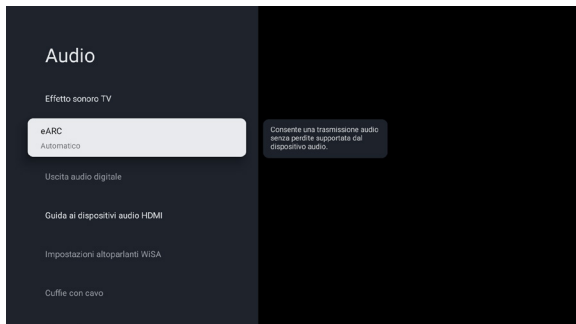 Audio
Effetto sonoro TV
eARC
Automatico
Consente una trasmissione audio
senza perdite supportata dal
dispositivo audio.
Uscita audio digitale
Guida ai dispositivi audio HDMI
Impostazioni altoparlanti WiSA
Cuffie con cavo